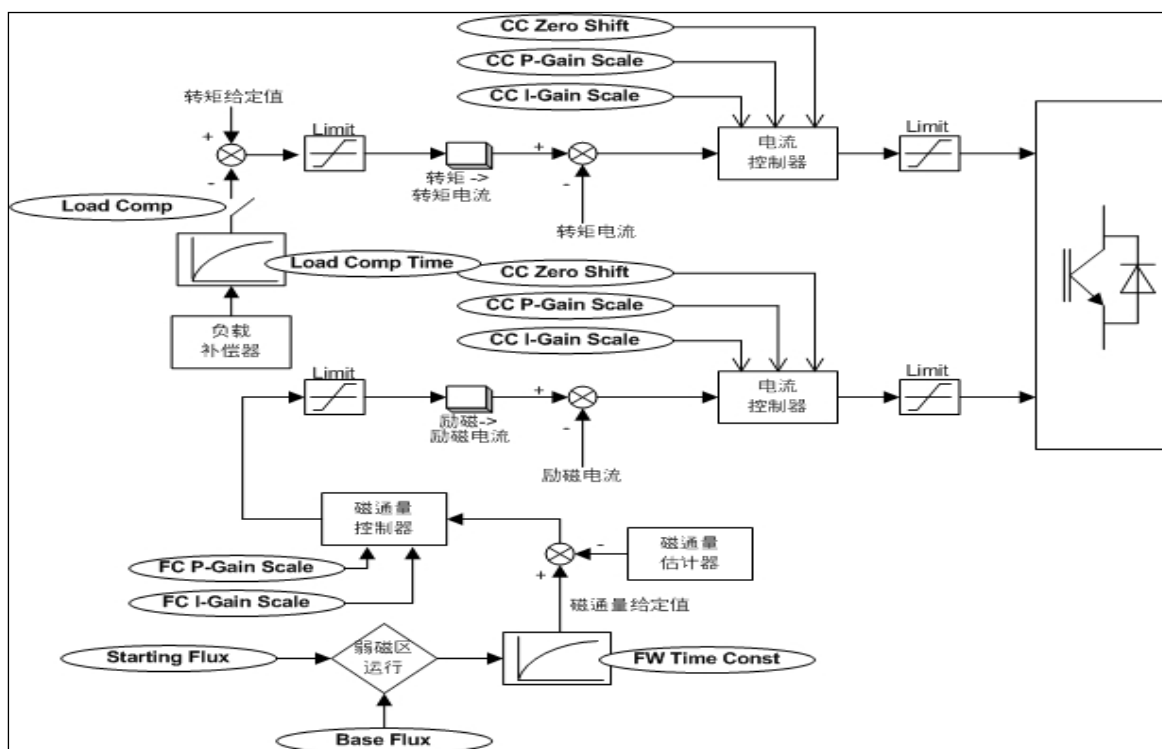 CC Zero Shift
CC P-Gain Scale
CC I-Gain Scale
转矩给定值
+
Limit
-
转矩 ->
转矩电流
+
-
转矩电流
电流
控制器
Limit
Load Comp
Load Comp Time
负载
补偿器
CC Zero Shift
CC P-Gain Scale
CC I-Gain Scale
Limit
励磁->
励磁电流
+
-
励磁电流
电流
控制器
Limit
磁通量
控制器
FC P-Gain Scale
FC I-Gain Scale
-
+
磁通量
估计器
磁通量给定值
Starting Flux
弱磁区
运行
FW Time Const
Base Flux